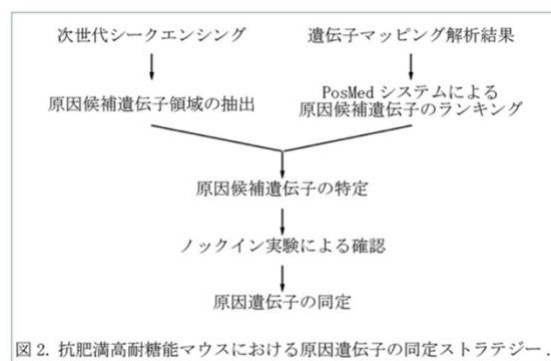 次世代シークエンシング
遺伝子マッピング解析結果
原因候補遺伝子領域の抽出
PosMed システムによる
原因候補遺伝子のランキング
原因候補遺伝子の特定
ノックイン実験による確認
原因遺伝子の同定
図 2. 抗肥満高耐糖能マウスにおける原因遺伝子の同定ストラテジー.